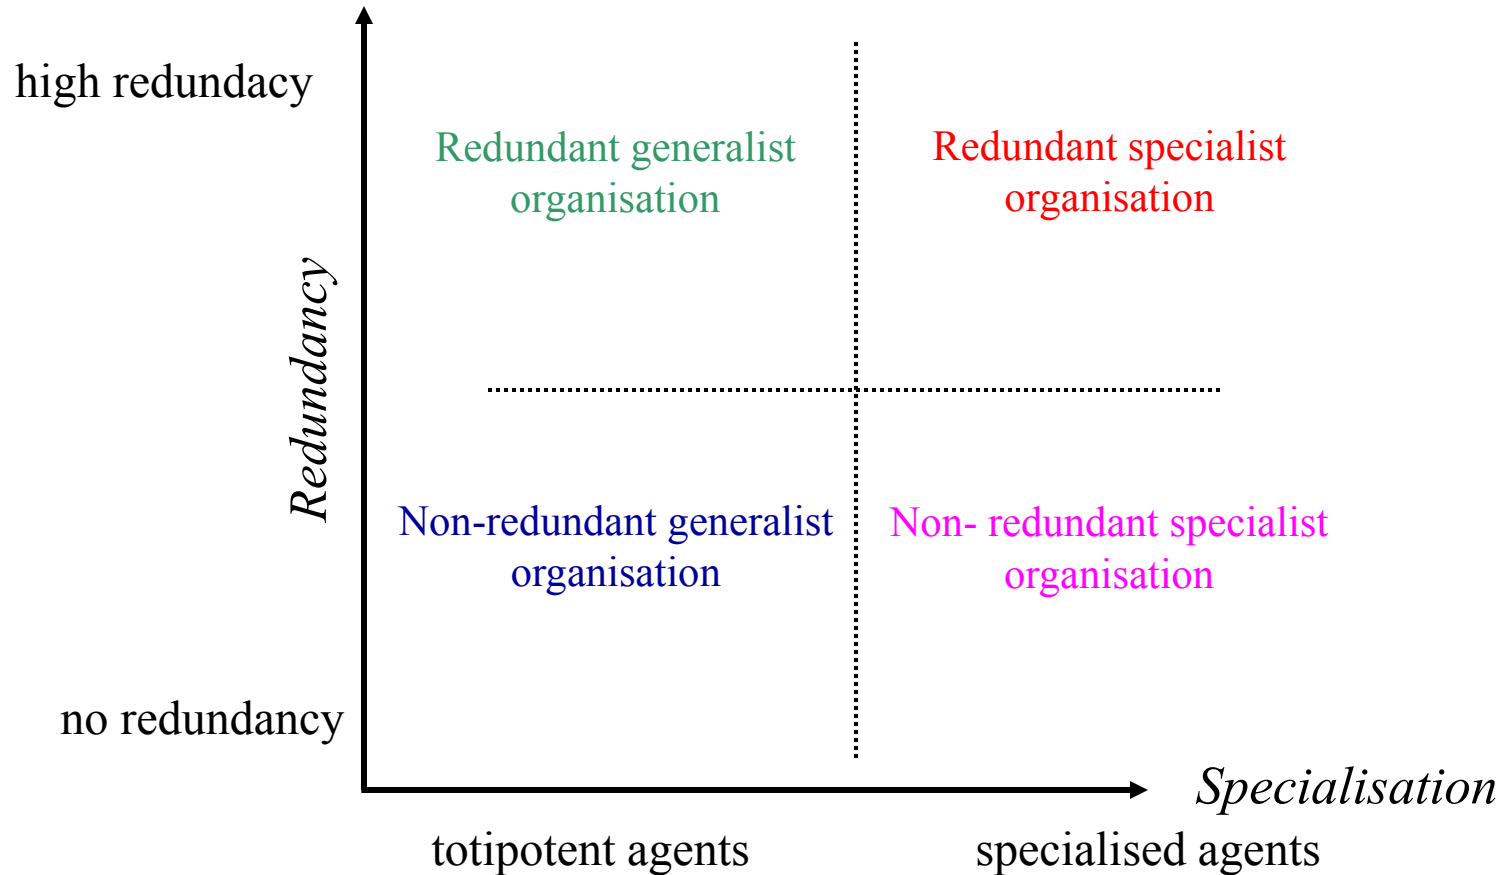 high redundacy
Redundant generalist
organisation
Redundant specialist
organisation
Redundancy
Non-redundant generalist
organisation
Non- redundant specialist
organisation
no redundancy
Specialisation
totipotent agents
specialised agents